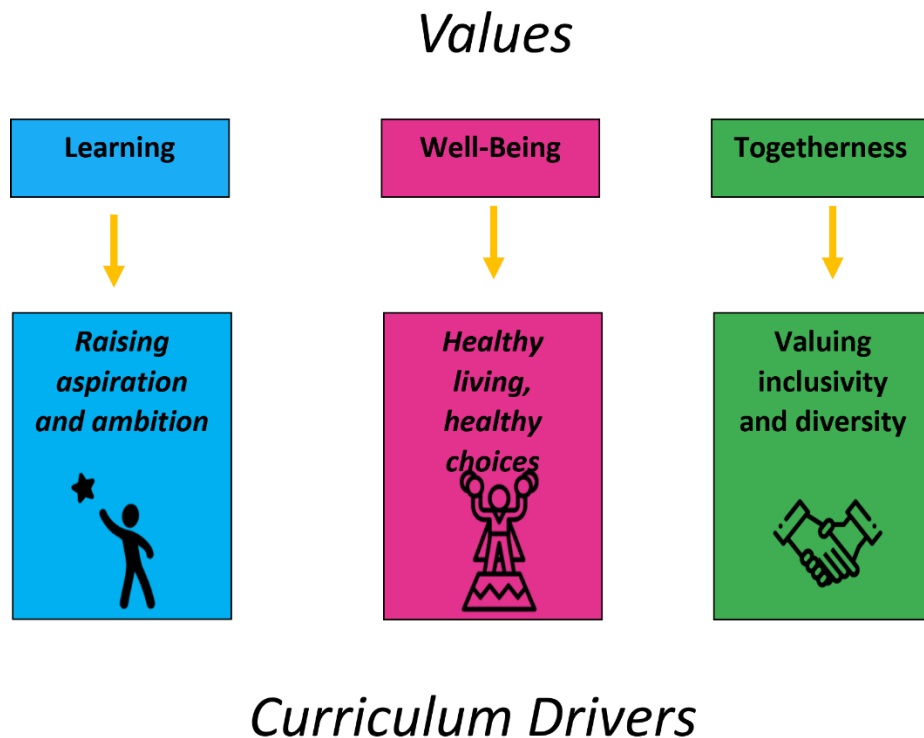 Values
Learning
Well-Being
Togetherness
Raising
aspiration
and ambition
Healthy
living,
healthy
choices
Valuing
inclusivity
and diversity
Curriculum Drivers